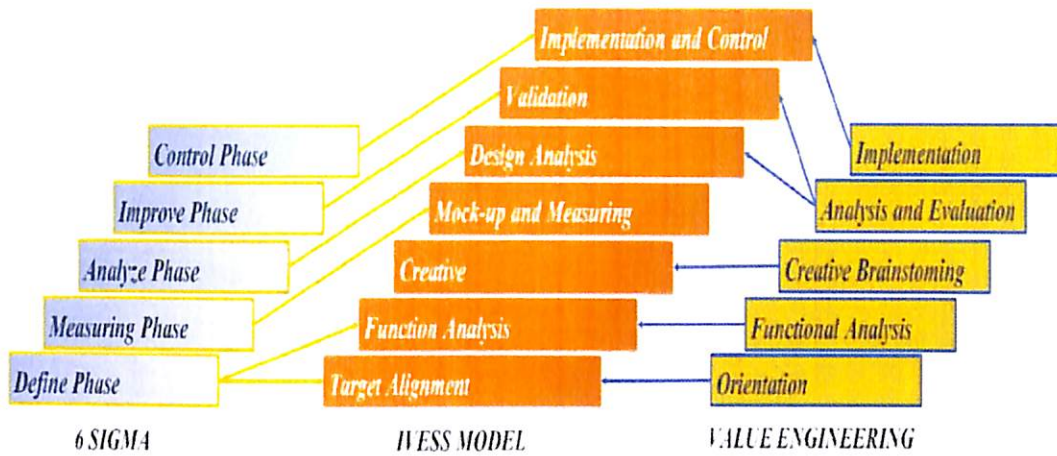 Implementation and Control
Validation
Control Phase
Design Analysis
Implementation
Improve Phase
Mock-up and Measuring
Analysis and Evaluation
Analyze Phase
Creative
Creative Brainstoming
Measuring Phase
Function Analysis
Functional Analysis
Define Phase
Target Alignment
Orientation
6 SIGMA
IVESS MODEL
VALUE ENGINEERING